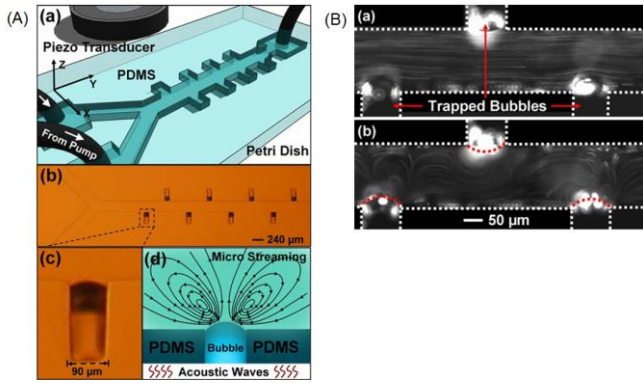 (A)
(a)
Piezo Transducer
Z
Y
X
PDMS
From Pump
Petri Dish
(b)
240 µm
(c)
90 µm
(d)
Micro Streaming
PDMS
Bubble
PDMS
Acoustic Waves
(B)
(a)
Trapped Bubbles
(b)
50 µm